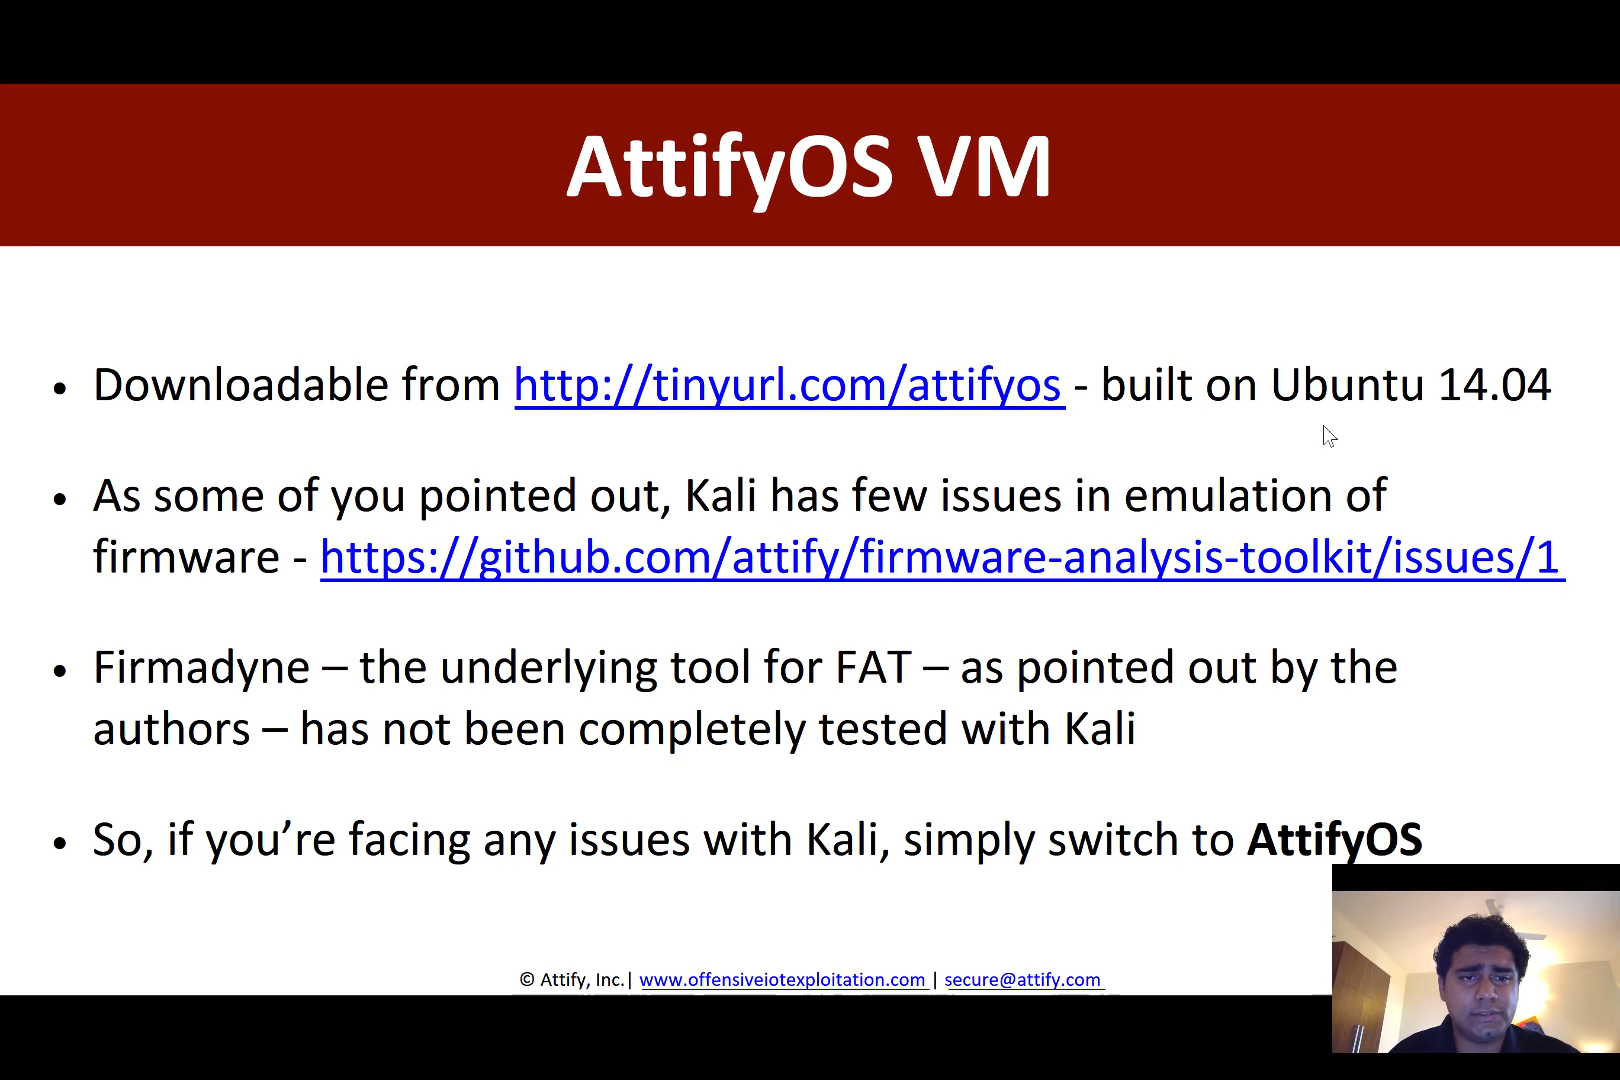 AttifyOS VM
• Downloadable from http://tinyurl.com/attifyos - built on Ubuntu 14.04
• As some of you pointed out, Kali has few issues in emulation of
firmware - https://github.com/attify/firmware-analysis-toolkit/issues/1
• Firmadyne – the underlying tool for FAT – as pointed out by the
authors – has not been completely tested with Kali
• So, if you’re facing any issues with Kali, simply switch to AttifyOS
© Attify, Inc.| www.offensiveiotexploitation.com | secure@attify.com